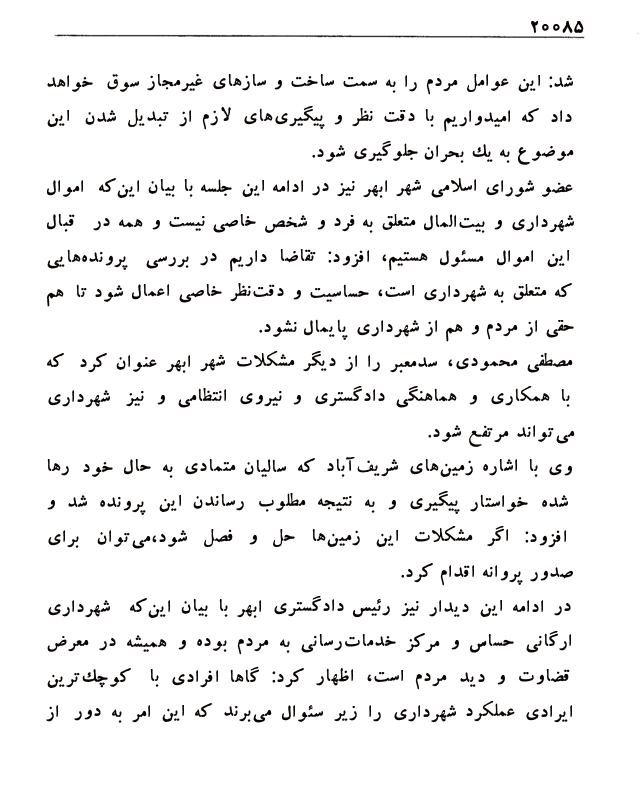 ۲۰۰۸۵
شد: این عوامل مردم را به سمت ساخت و سازهای غیرمجاز سوق خواهد
داد که امیدواریم با دقت نظر و پیگیری‌های لازم از تبدیل شدن این
موضوع به یك بحران جلوگیری شود.
عضو شورای اسلامی شهر ابهر نیز در ادامه این جلسه با بیان این‌که اموال
شهرداری و بیت‌المال متعلق به فرد و شخص خاصی نیست و همه در قبال
این اموال مسئول هستیم، افزود: تقاضا داریم در بررسی پرونده‌هایی
که متعلق به شهرداری است، حساسیت و دقت‌نظر خاصی اعمال شود تا هم
حقی از مردم و هم از شهرداری پایمال نشود.
مصطفی محمودی، سدمعبر را از دیگر مشکلات شهر ابهر عنوان کرد که
با همکاری و هماهنگی دادگستری و نیروی انتظامی و نیز شهرداری
می‌تواند مرتفع شود.
وی با اشاره زمین‌های شریف‌آباد که سالیان متمادی به حال خود رها
شده خواستار پیگیری و به نتیجه مطلوب رساندن این پرونده شد و
افزود: اگر مشکلات این زمین‌ها حل و فصل شود،می‌توان برای
صدور پروانه اقدام کرد.
در ادامه این دیدار نیز رئیس دادگستری ابهر با بیان این‌که شهرداری
ارگانی حساس و مرکز خدمات‌رسانی به مردم بوده و همیشه در معرض
قضاوت و دید مردم است، اظهار کرد: گاها افرادی با کوچك‌ترین
ایرادی عملکرد شهرداری را زیر سئوال می‌برند که این امر به دور از